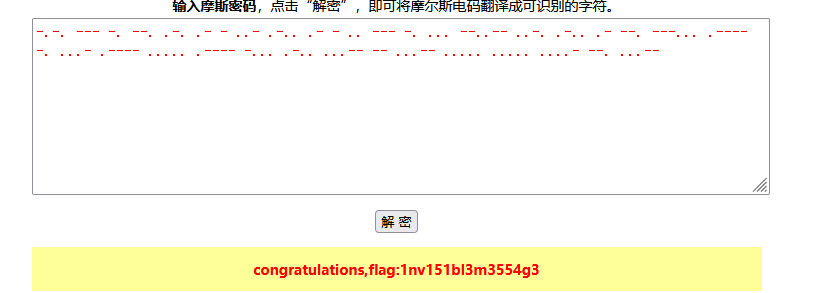 输入摩斯密码，点击“解密”，即可将摩尔斯电码翻译成可识别的字符。
-.-. --- -. --. .-. .- - ..- .-.. .- - .. --- -. ... --..-- ..-. .-.. .- --. ---... .----
-. ...- .---- ..... .---- -... .-.. ...-- -- ...-- ..... ..... ....- --. ...--
解 密
congratulations,flag:1nv151bl3m3554g3